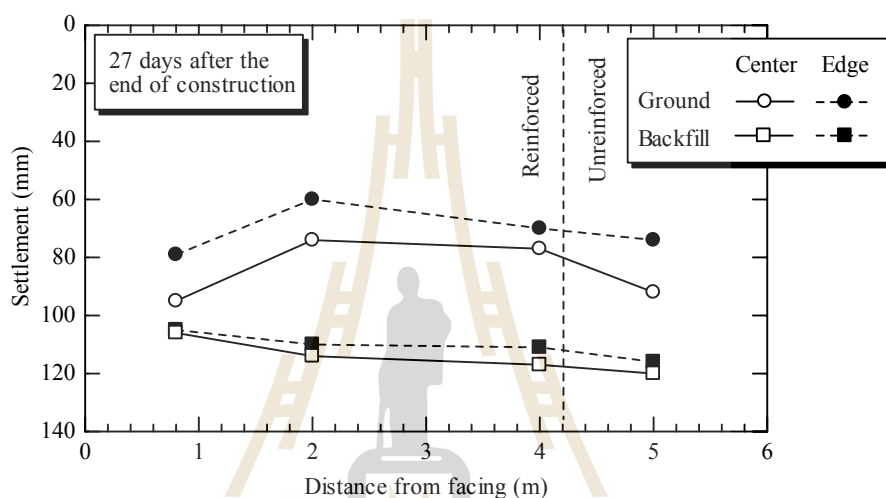 27 days after the
end of construction
Center Edge
Ground
Backfill
Reinforced
Unreinforced
0
20
40
60
80
100
120
140
Settlement (mm)
0 1 2 3 4 5 6
Distance from facing (m)